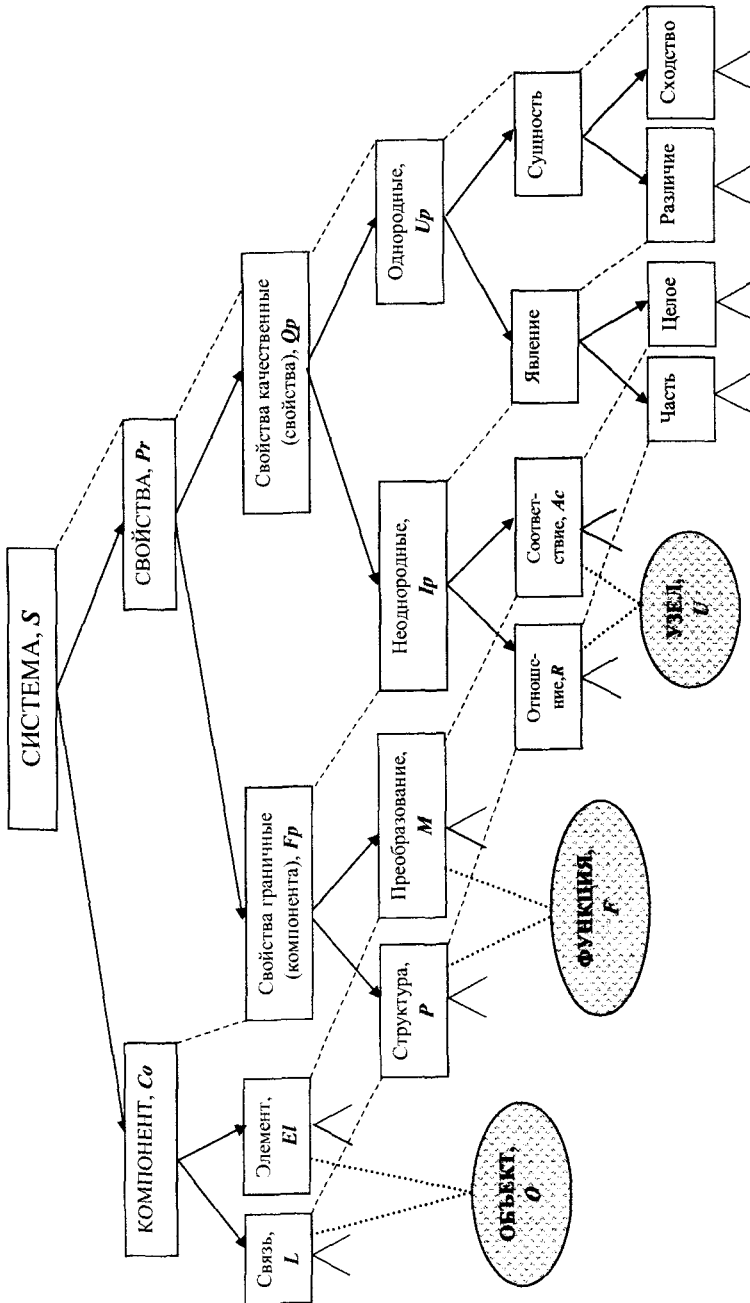 СИСТЕМА, S
КОМПОНЕНТ, Co
СВОЙСТВА, Pr
Связь,
L
Элемент,
El
Свойства граничные
(компонента), Fp
Свойства качественные
(свойства), Qp
Структура,
P
Преобразование,
M
Неоднородные,
Ip
Однородные,
Up
Отноше-
ние,R
Соответ-
ствие, Ac
Явление
Сущность
Часть
Целое
Различие
Сходство
ОБЪЕКТ,
O
ФУНКЦИЯ,
F
УЗЕЛ,
U